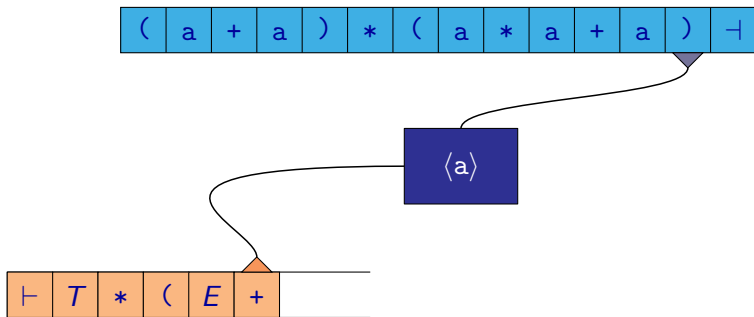 ( a + a ) * ( a * a + a ) ⊣
⟨a⟩
⊢ T * ( E +